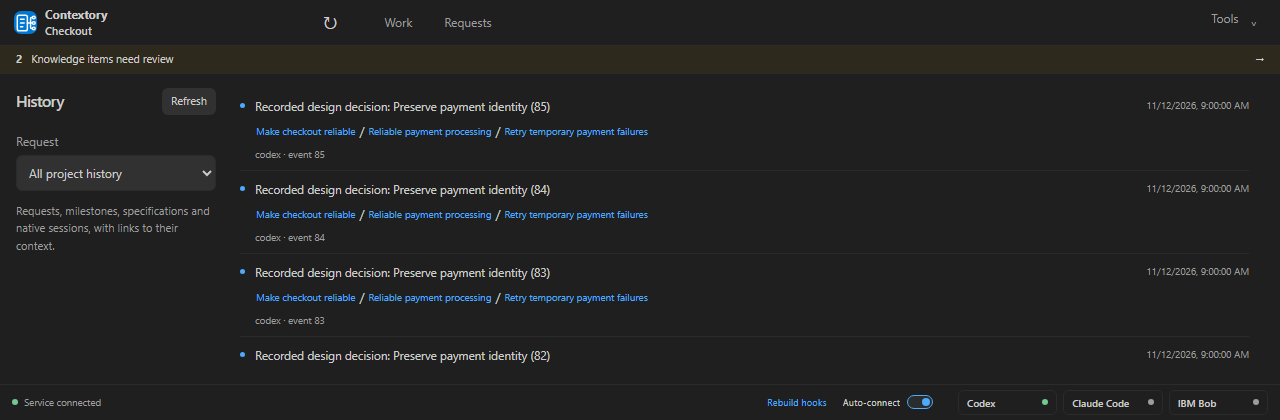 Contextory
Checkout
↻ Work Requests Tools
2 Knowledge items need review →
History Refresh
Request
All project history
Requests, milestones, specifications and
native sessions, with links to their
context.
Recorded design decision: Preserve payment identity (85) 11/12/2026, 9:00:00 AM
Make checkout reliable / Reliable payment processing / Retry temporary payment failures
codex · event 85
Recorded design decision: Preserve payment identity (84) 11/12/2026, 9:00:00 AM
Make checkout reliable / Reliable payment processing / Retry temporary payment failures
codex · event 84
Recorded design decision: Preserve payment identity (83) 11/12/2026, 9:00:00 AM
Make checkout reliable / Reliable payment processing / Retry temporary payment failures
codex · event 83
Recorded design decision: Preserve payment identity (82) 11/12/2026, 9:00:00 AM
Service connected Rebuild hooks Auto-connect Codex Claude Code IBM Bob